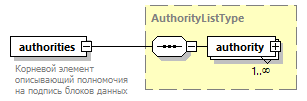 AuthorityListType
authorities
authority
1..∞
Корневой элемент
описывающий полномочия
на подпись блоков данных